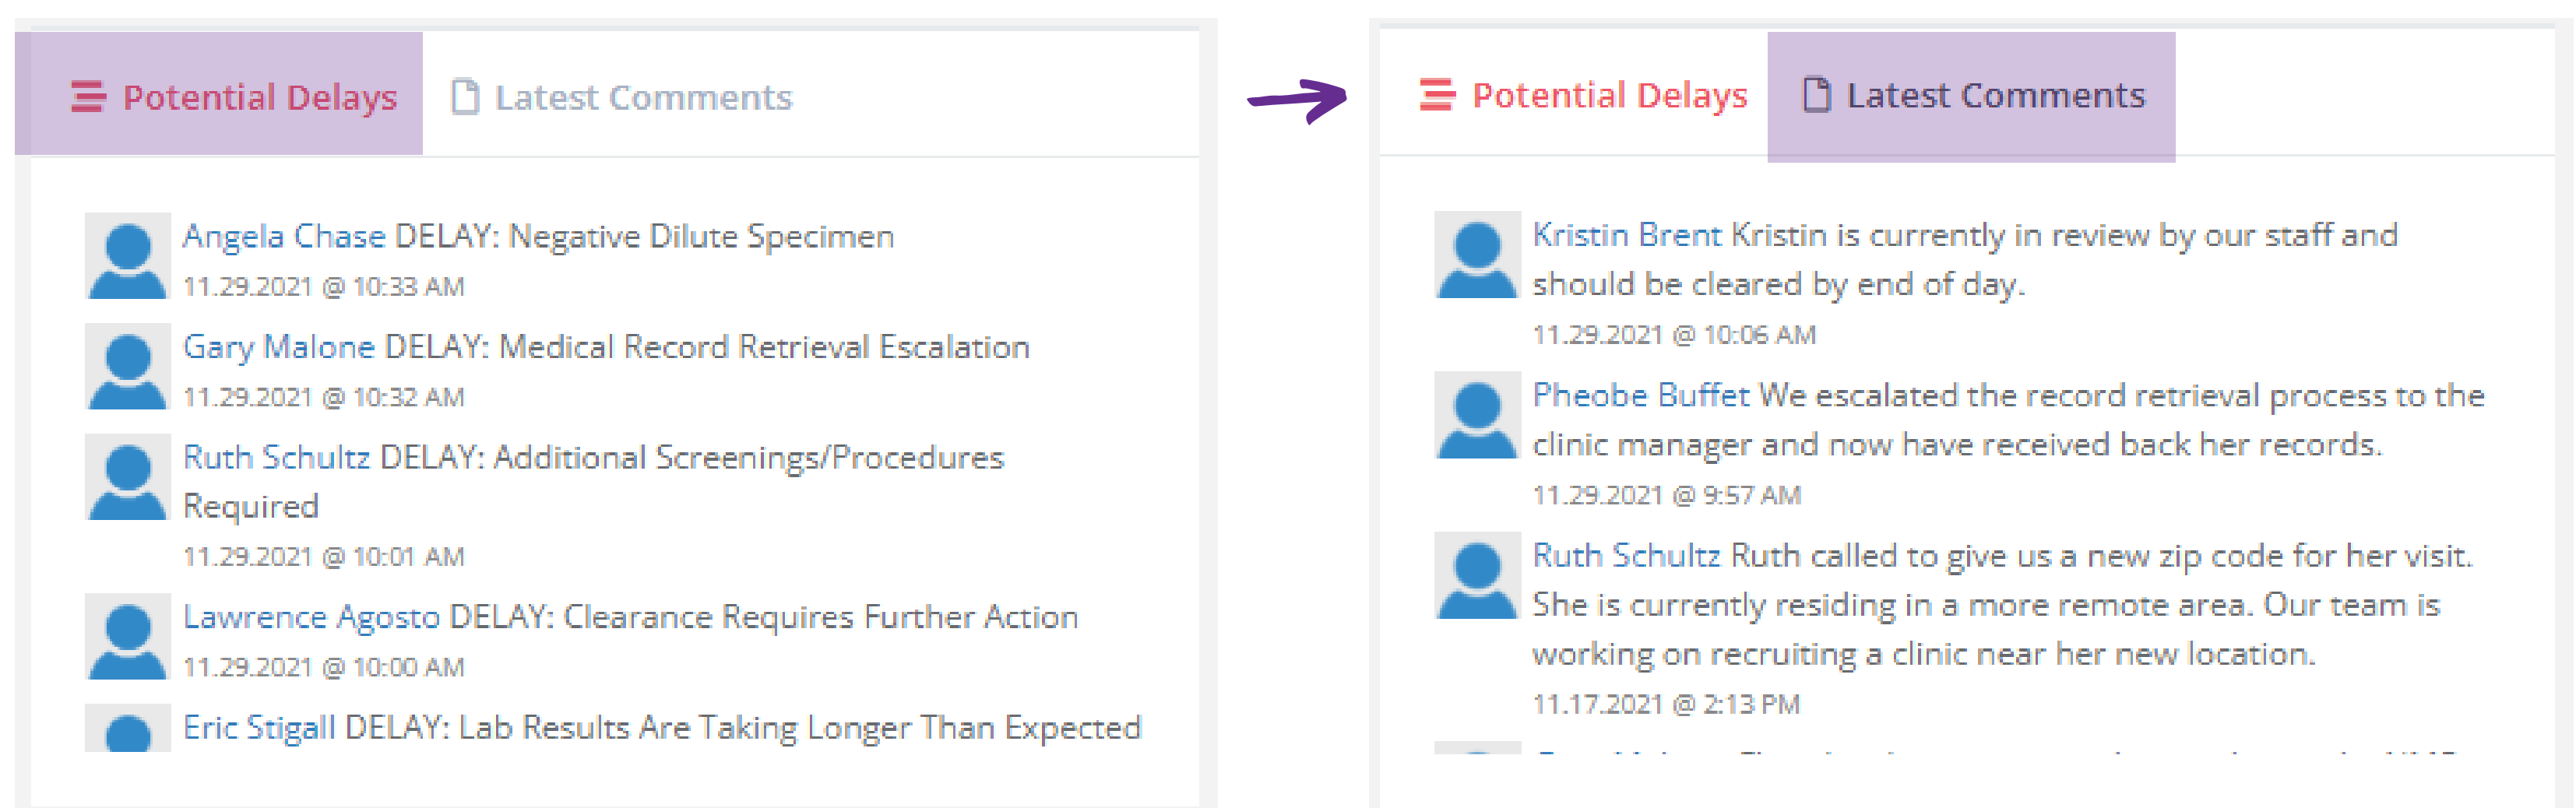 Potential Delays
Latest Comments
Angela Chase DELAY: Negative Dilute Specimen
11.29.2021 @ 10:33 AM
Gary Malone DELAY: Medical Record Retrieval Escalation
11.29.2021 @ 10:32 AM
Ruth Schultz DELAY: Additional Screenings/Procedures
Required
11.29.2021 @ 10:01 AM
Lawrence Agosto DELAY: Clearance Requires Further Action
11.29.2021 @ 10:00 AM
Eric Stigall DELAY: Lab Results Are Taking Longer Than Expected
Potential Delays
Latest Comments
Kristin Brent Kristin is currently in review by our staff and
should be cleared by end of day.
11.29.2021 @ 10:06 AM
Pheobe Buffet We escalated the record retrieval process to the
clinic manager and now have received back her records.
11.29.2021 @ 9:57 AM
Ruth Schultz Ruth called to give us a new zip code for her visit.
She is currently residing in a more remote area. Our team is
working on recruiting a clinic near her new location.
11.17.2021 @ 2:13 PM